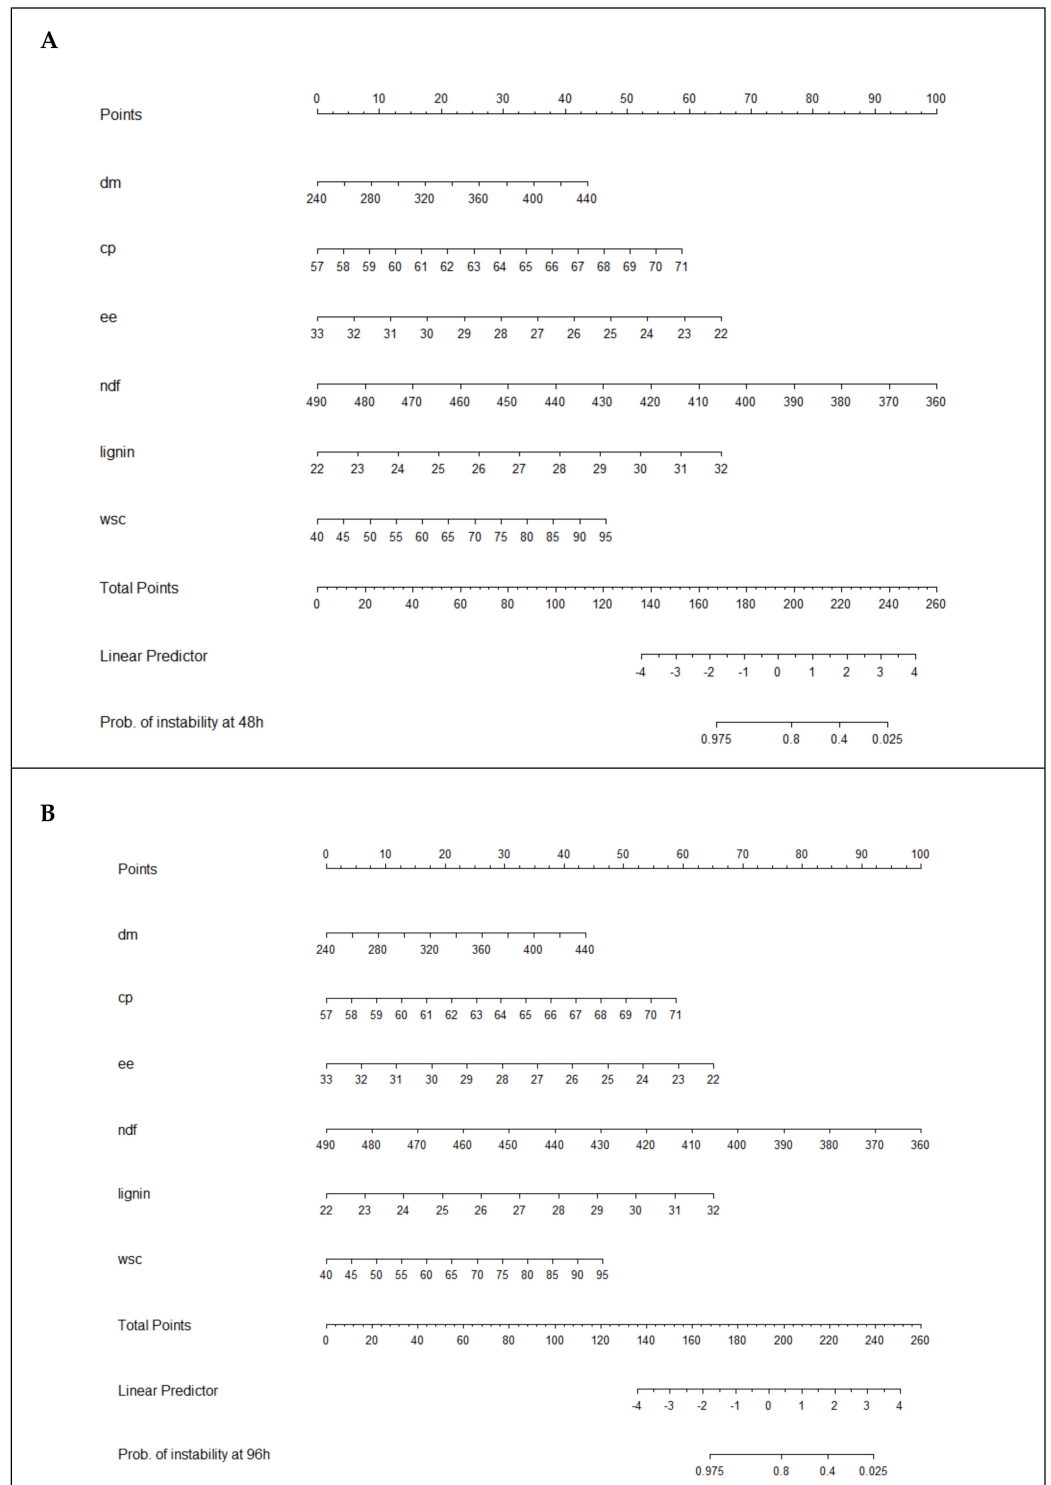 A
Points
0 10 20 30 40 50 60 70 80 90 100
dm
240 280 320 360 400 440
cp
57 58 59 60 61 62 63 64 65 66 67 68 69 70 71
ee
33 32 31 30 29 28 27 26 25 24 23 22
ndf
490 480 470 460 450 440 430 420 410 400 390 380 370 360
lignin
22 23 24 25 26 27 28 29 30 31 32
wsc
40 45 50 55 60 65 70 75 80 85 90 95
Total Points
0 20 40 60 80 100 120 140 160 180 200 220 240 260
Linear Predictor
-4 -3 -2 -1 0 1 2 3 4
Prob. of instability at 48h
0.975 0.8 0.4 0.025
B
Points
0 10 20 30 40 50 60 70 80 90 100
dm
240 280 320 360 400 440
cp
57 58 59 60 61 62 63 64 65 66 67 68 69 70 71
ee
33 32 31 30 29 28 27 26 25 24 23 22
ndf
490 480 470 460 450 440 430 420 410 400 390 380 370 360
lignin
22 23 24 25 26 27 28 29 30 31 32
wsc
40 45 50 55 60 65 70 75 80 85 90 95
Total Points
0 20 40 60 80 100 120 140 160 180 200 220 240 260
Linear Predictor
-4 -3 -2 -1 0 1 2 3 4
Prob. of instability at 96h
0.975 0.8 0.4 0.025